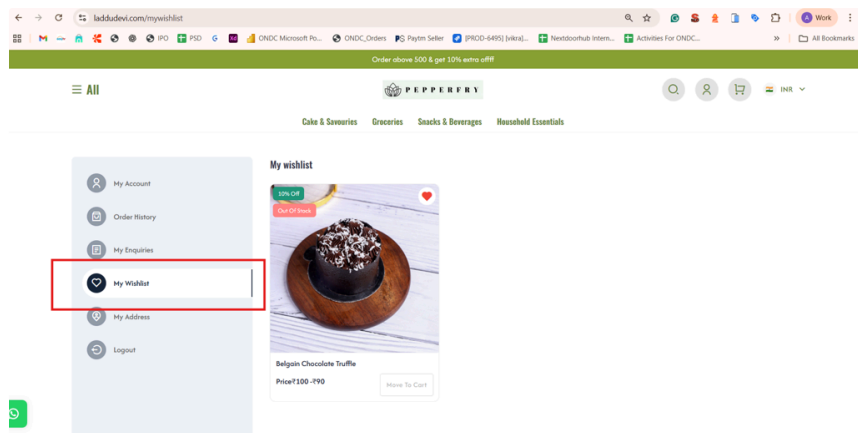 laddudevi.com/mywishlist
Work
IPO PSD ONDC Microsoft Po... ONDC_Orders Paytm Seller [PROD-6495] [vikra]... Nextdoorhub Intern... Activities For ONDC... All Bookmarks
Order above 500 & get 10% extra offff
All
PEPPERFRY
INR
Cake & Savouries Groceries Snacks & Beverages Household Essentials
My wishlist
My Account
Order History
My Enquiries
My Wishlist
My Address
Logout
10% Off
Out Of Stock
Belgain Chocolate Truffle
Price₹100 -₹90
Move To Cart